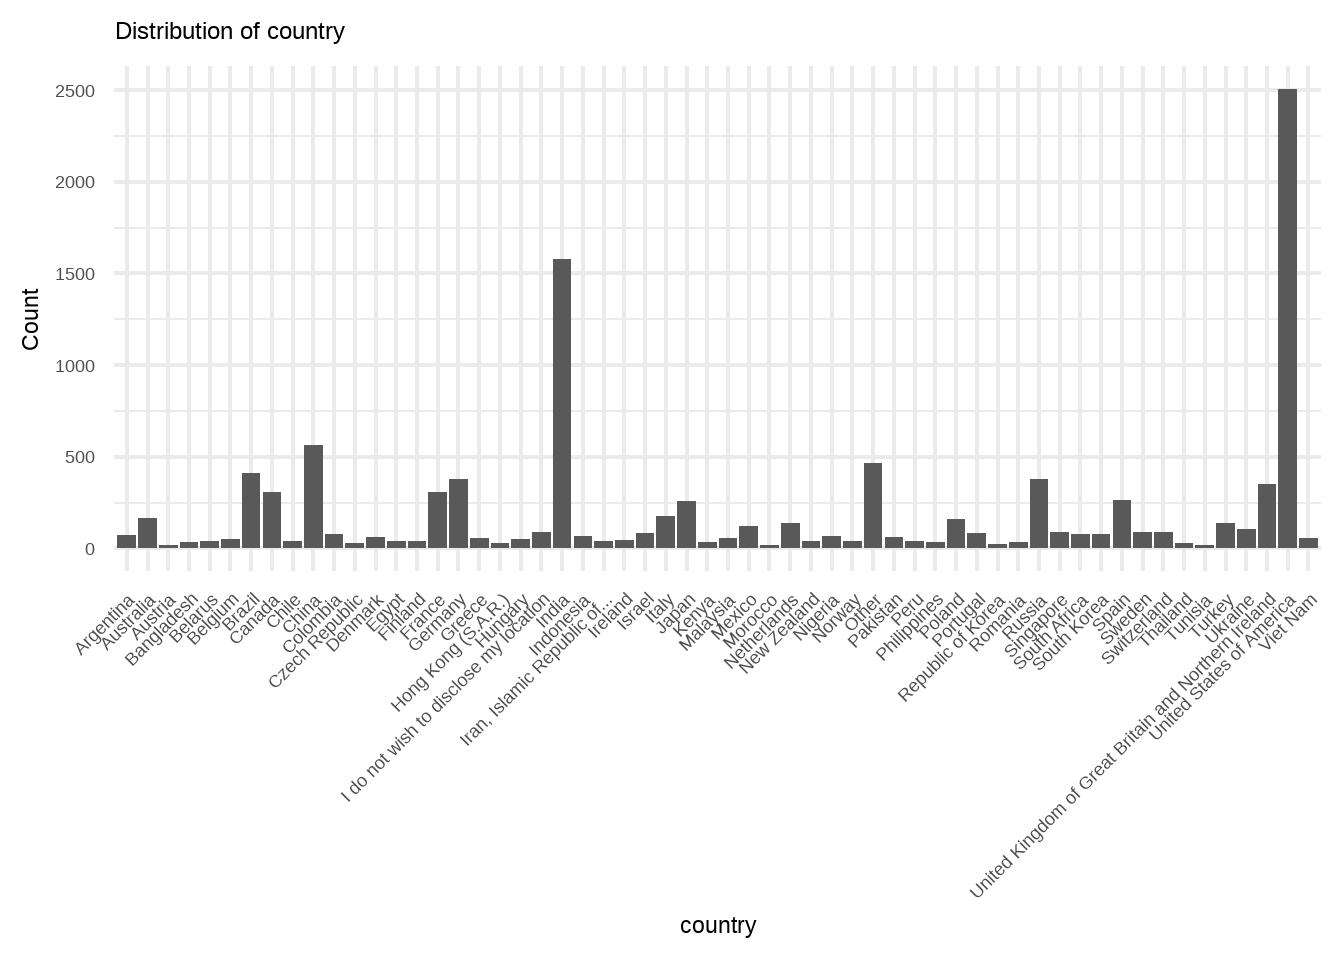 Distribution of country
Count
2500
2000
1500
1000
500
0
Argentina
Australia
Austria
Bangladesh
Belarus
Belgium
Brazil
Canada
Chile
China
Colombia
Czech Republic
Denmark
Egypt
Finland
France
Germany
Greece
Hong Kong (S.A.R.)
Hungary
I do not wish to disclose my location
India
Indonesia
Iran, Islamic Republic of...
Ireland
Israel
Italy
Japan
Kenya
Malaysia
Mexico
Morocco
Netherlands
New Zealand
Nigeria
Norway
Other
Pakistan
Peru
Philippines
Poland
Portugal
Republic of Korea
Romania
Russia
Singapore
South Africa
South Korea
Spain
Sweden
Switzerland
Thailand
Tunisia
Turkey
Ukraine
United Kingdom of Great Britain and Northern Ireland
United States of America
Viet Nam
country